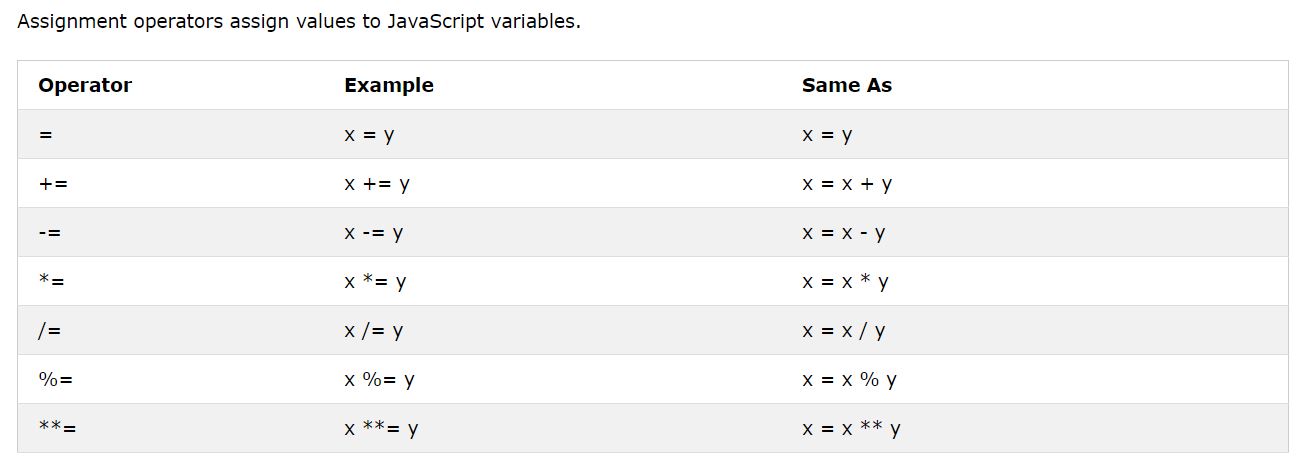 Assignment operators assign values to JavaScript variables.
Operator Example Same As
= x = y x = y
+= x += y x = x + y
-= x -= y x = x - y
*= x *= y x = x * y
/= x /= y x = x / y
%= x %= y x = x % y
**= x **= y x = x ** y